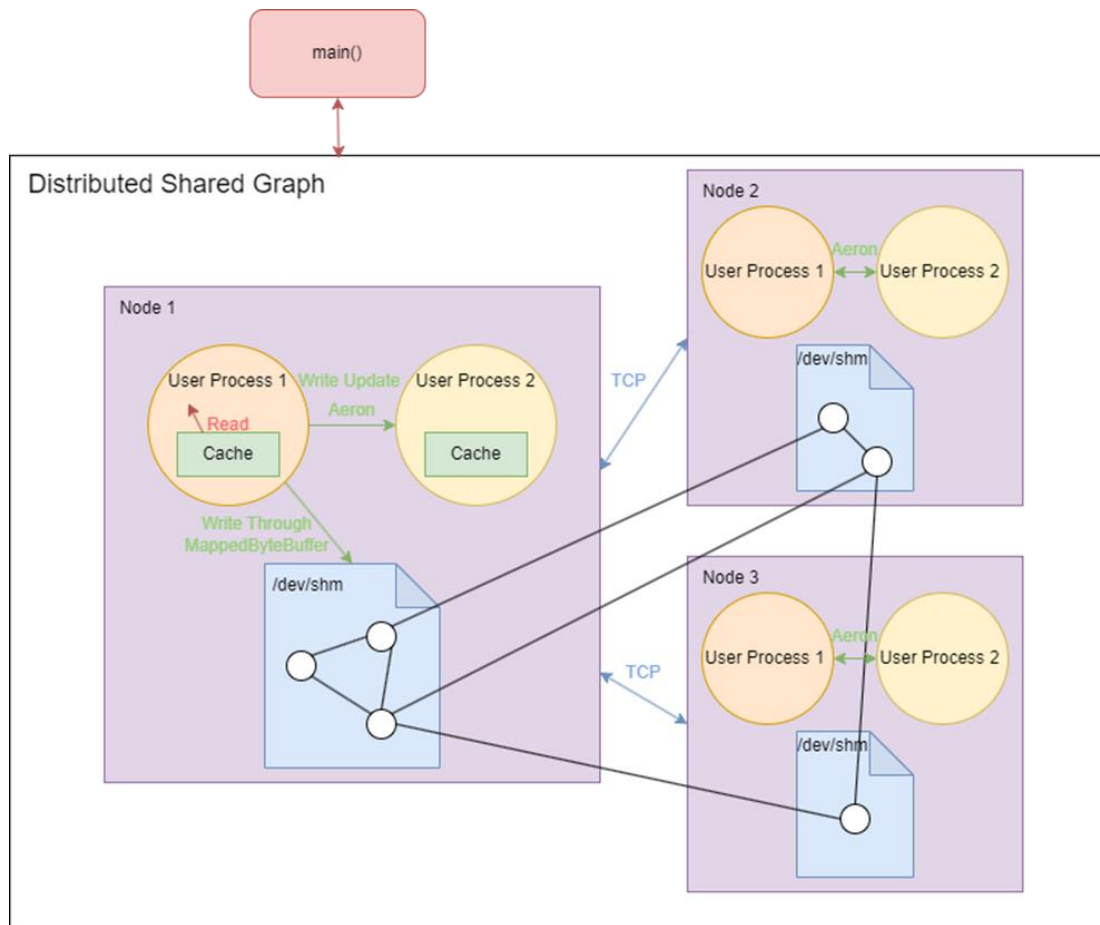 main()
Distributed Shared Graph
Node 1
User Process 1
Write Update
Aeron
User Process 2
Read
Cache
Cache
Write Through
MappedByteBuffer
/dev/shm
TCP
TCP
Node 2
User Process 1
Aeron
User Process 2
/dev/shm
Node 3
User Process 1
Aeron
User Process 2
/dev/shm